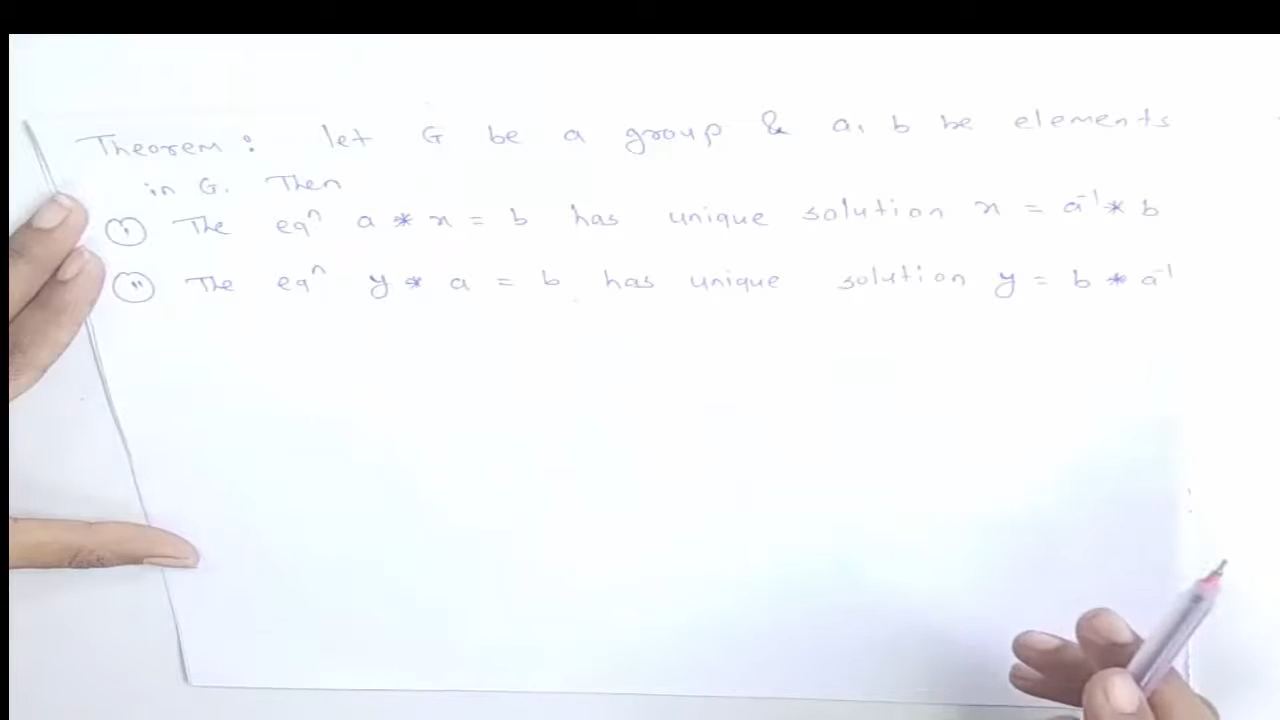 Theorem : let G be a group & a, b be elements
in G. Then
(i) The eqⁿ a * x = b has unique solution x = a⁻¹ * b
(ii) The eqⁿ y * a = b has unique solution y = b * a⁻¹